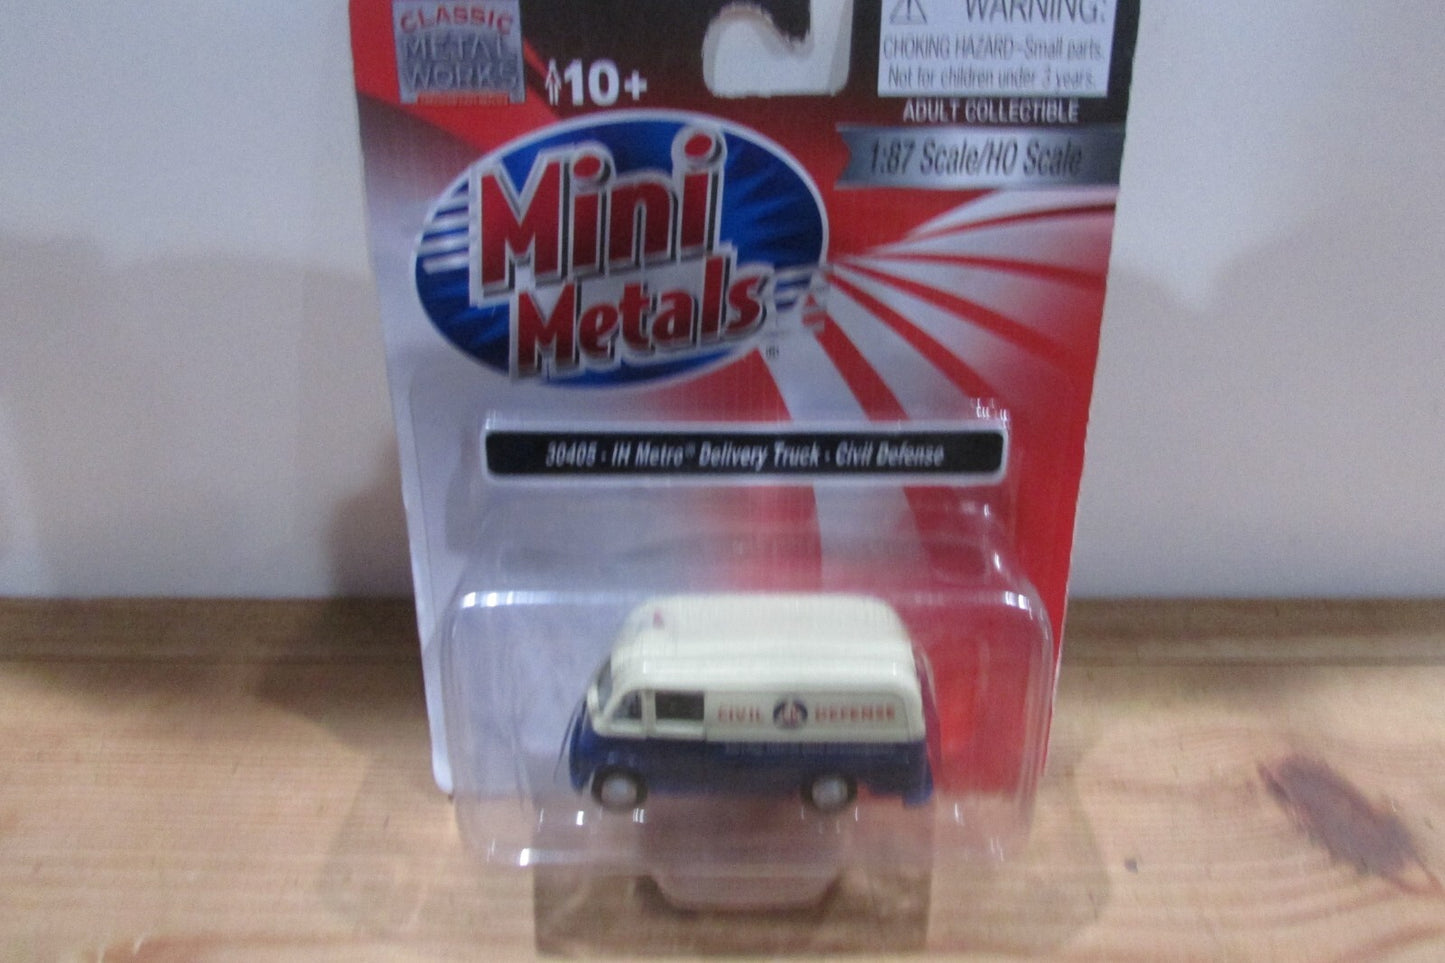 CLASSIC
METAL
WORKS
10+
WARNING:
CHOKING HAZARD–Small parts.
Not for children under 3 years.
ADULT COLLECTIBLE
1:87 Scale/HO Scale
Mini
Metals
30405 - IH Metro® Delivery Truck - Civil Defense
CIVIL DEFENSE